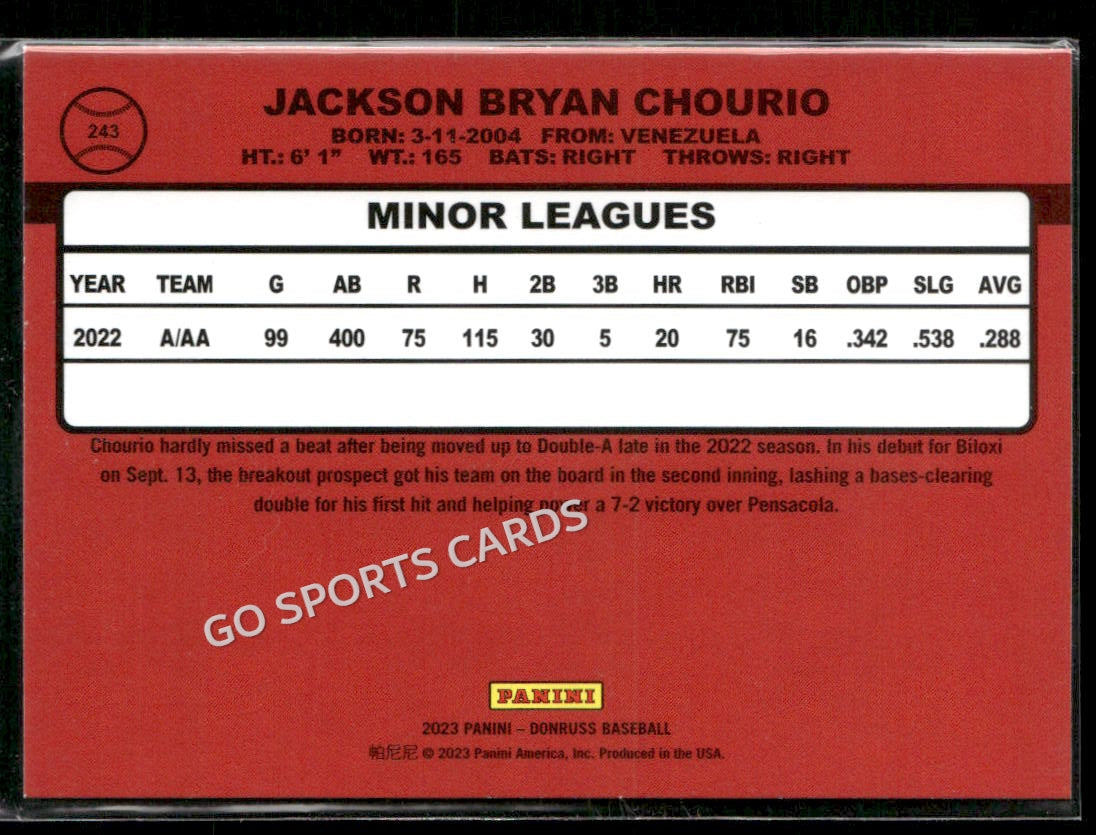 243
JACKSON BRYAN CHOURIO
BORN: 3-11-2004 FROM: VENEZUELA
HT.: 6' 1" WT.: 165 BATS: RIGHT THROWS: RIGHT
MINOR LEAGUES
YEAR TEAM G AB R H 2B 3B HR RBI SB OBP SLG AVG
2022 A/AA 99 400 75 115 30 5 20 75 16 .342 .538 .288
Chourio hardly missed a beat after being moved up to Double-A late in the 2022 season. In his debut for Biloxi
on Sept. 13, the breakout prospect got his team on the board in the second inning, lashing a bases-clearing
double for his first hit and helping power a 7-2 victory over Pensacola.
GO SPORTS CARDS
PANINI
2023 PANINI – DONRUSS BASEBALL
帕尼尼 © 2023 Panini America, Inc. Produced in the USA.